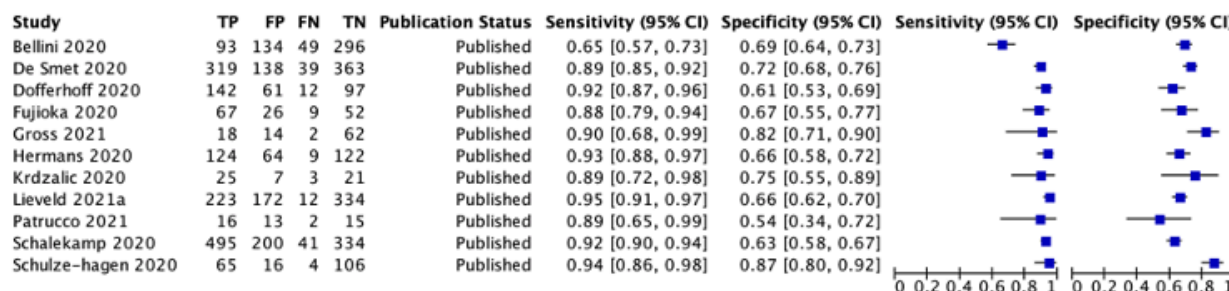 Study TP FP FN TN Publication Status Sensitivity (95% CI) Specificity (95% CI) Sensitivity (95% CI) Specificity (95% CI)
Bellini 2020 93 134 49 296 Published 0.65 [0.57, 0.73] 0.69 [0.64, 0.73]
De Smet 2020 319 138 39 363 Published 0.89 [0.85, 0.92] 0.72 [0.68, 0.76]
Dofferhoff 2020 142 61 12 97 Published 0.92 [0.87, 0.96] 0.61 [0.53, 0.69]
Fujioka 2020 67 26 9 52 Published 0.88 [0.79, 0.94] 0.67 [0.55, 0.77]
Gross 2021 18 14 2 62 Published 0.90 [0.68, 0.99] 0.82 [0.71, 0.90]
Hermans 2020 124 64 9 122 Published 0.93 [0.88, 0.97] 0.66 [0.58, 0.72]
Krdzalic 2020 25 7 3 21 Published 0.89 [0.72, 0.98] 0.75 [0.55, 0.89]
Lieveld 2021a 223 172 12 334 Published 0.95 [0.91, 0.97] 0.66 [0.62, 0.70]
Patrucco 2021 16 13 2 15 Published 0.89 [0.65, 0.99] 0.54 [0.34, 0.72]
Schalekamp 2020 495 200 41 334 Published 0.92 [0.90, 0.94] 0.63 [0.58, 0.67]
Schulze-hagen 2020 65 16 4 106 Published 0.94 [0.86, 0.98] 0.87 [0.80, 0.92]
0 0.2 0.4 0.6 0.8 1 0 0.2 0.4 0.6 0.8 1